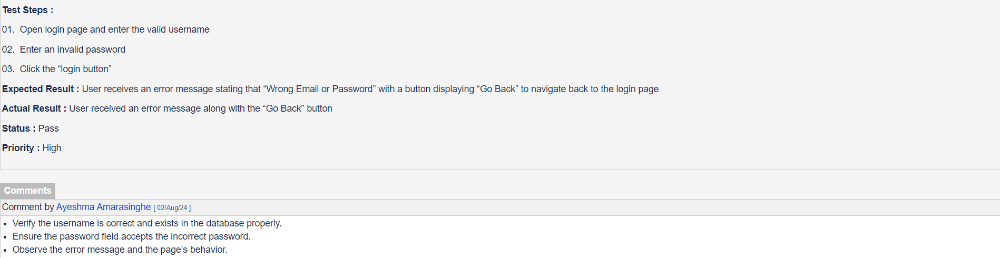 Test Steps :
01. Open login page and enter the valid username
02. Enter an invalid password
03. Click the “login button”
Expected Result : User receives an error message stating that “Wrong Email or Password” with a button displaying “Go Back” to navigate back to the login page
Actual Result : User received an error message along with the “Go Back” button
Status : Pass
Priority : High
Comments
Comment by Ayeshma Amarasinghe [ 02/Aug/24 ]
• Verify the username is correct and exists in the database properly.
• Ensure the password field accepts the incorrect password.
• Observe the error message and the page’s behavior.